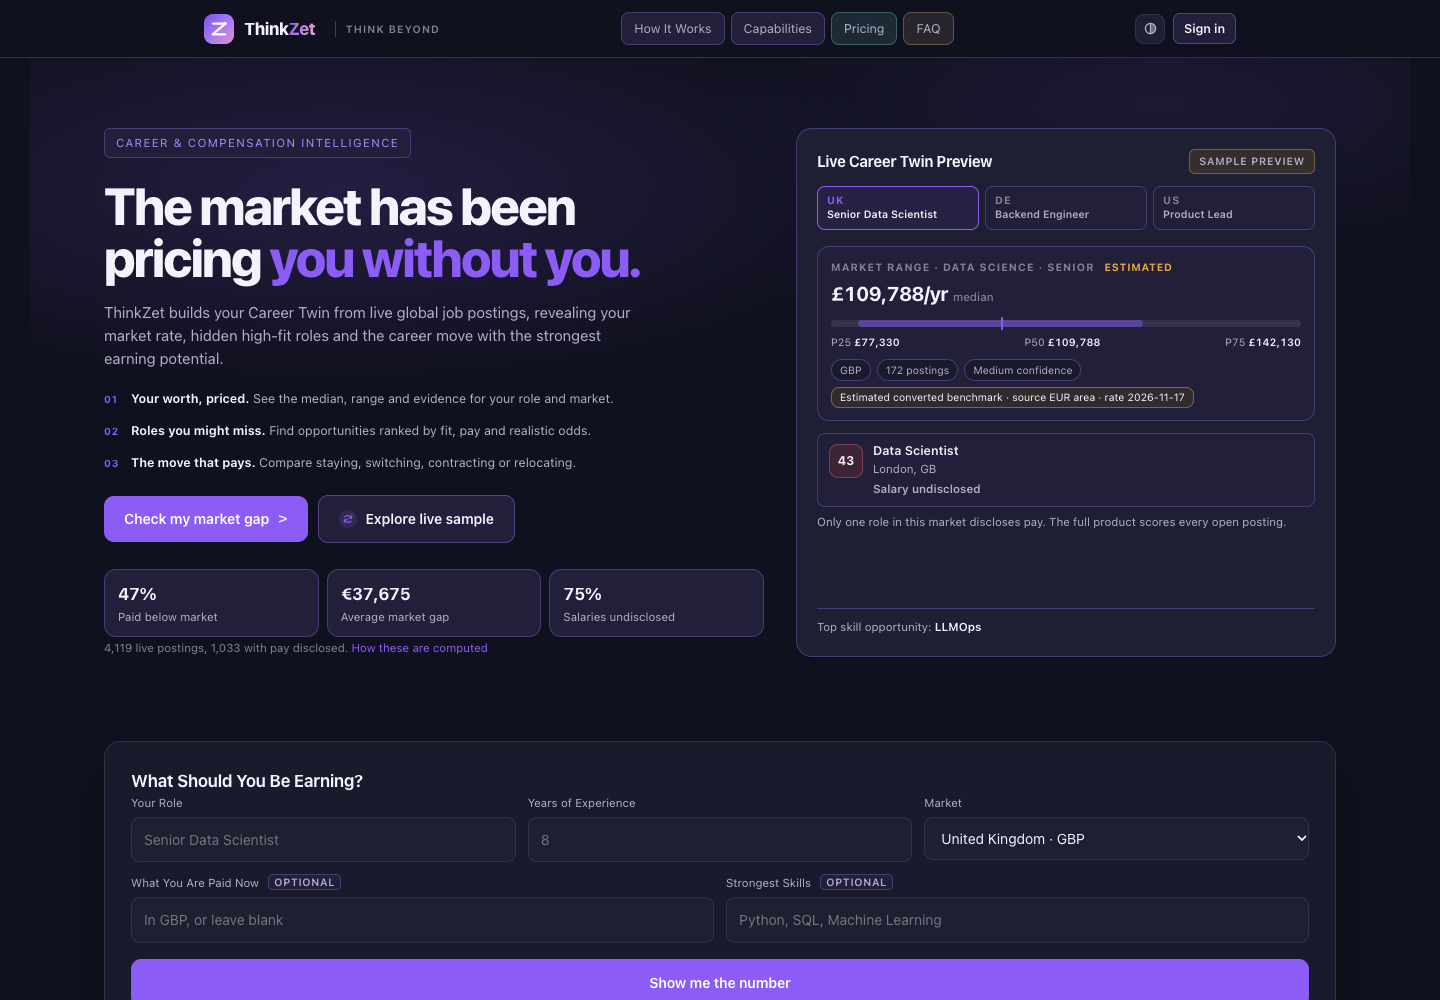 ThinkZet
THINK BEYOND
How It Works
Capabilities
Pricing
FAQ
Sign in
CAREER & COMPENSATION INTELLIGENCE
The market has been
pricing you without you.
ThinkZet builds your Career Twin from live global job postings, revealing your
market rate, hidden high-fit roles and the career move with the strongest
earning potential.
01 Your worth, priced. See the median, range and evidence for your role and market.
02 Roles you might miss. Find opportunities ranked by fit, pay and realistic odds.
03 The move that pays. Compare staying, switching, contracting or relocating.
Check my market gap >
Explore live sample
47%
Paid below market
€37,675
Average market gap
75%
Salaries undisclosed
4,119 live postings, 1,033 with pay disclosed. How these are computed
Live Career Twin Preview
SAMPLE PREVIEW
UK
Senior Data Scientist
DE
Backend Engineer
US
Product Lead
MARKET RANGE · DATA SCIENCE · SENIOR ESTIMATED
£109,788/yr median
P25 £77,330
P50 £109,788
P75 £142,130
GBP
172 postings
Medium confidence
Estimated converted benchmark · source EUR area · rate 2026-11-17
43
Data Scientist
London, GB
Salary undisclosed
Only one role in this market discloses pay. The full product scores every open posting.
Top skill opportunity: LLMOps
What Should You Be Earning?
Your Role
Senior Data Scientist
Years of Experience
8
Market
United Kingdom · GBP
What You Are Paid Now OPTIONAL
In GBP, or leave blank
Strongest Skills OPTIONAL
Python, SQL, Machine Learning
Show me the number